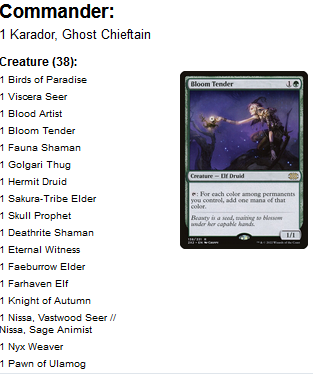 Commander:
1 Karador, Ghost Chieftain
Creature (38):
1 Birds of Paradise
1 Viscera Seer
1 Blood Artist
1 Bloom Tender
1 Fauna Shaman
1 Golgari Thug
1 Hermit Druid
1 Sakura-Tribe Elder
1 Skull Prophet
1 Deathrite Shaman
1 Eternal Witness
1 Faeburrow Elder
1 Farhaven Elf
1 Knight of Autumn
1 Nissa, Vastwood Seer //
Nissa, Sage Animist
1 Nyx Weaver
1 Pawn of Ulamog
Bloom Tender
1
Creature — Elf Druid
: For each color among permanents
you control, add one mana of that
color.
Beauty is a seed, waiting to blossom
under her capable hands.
1/1